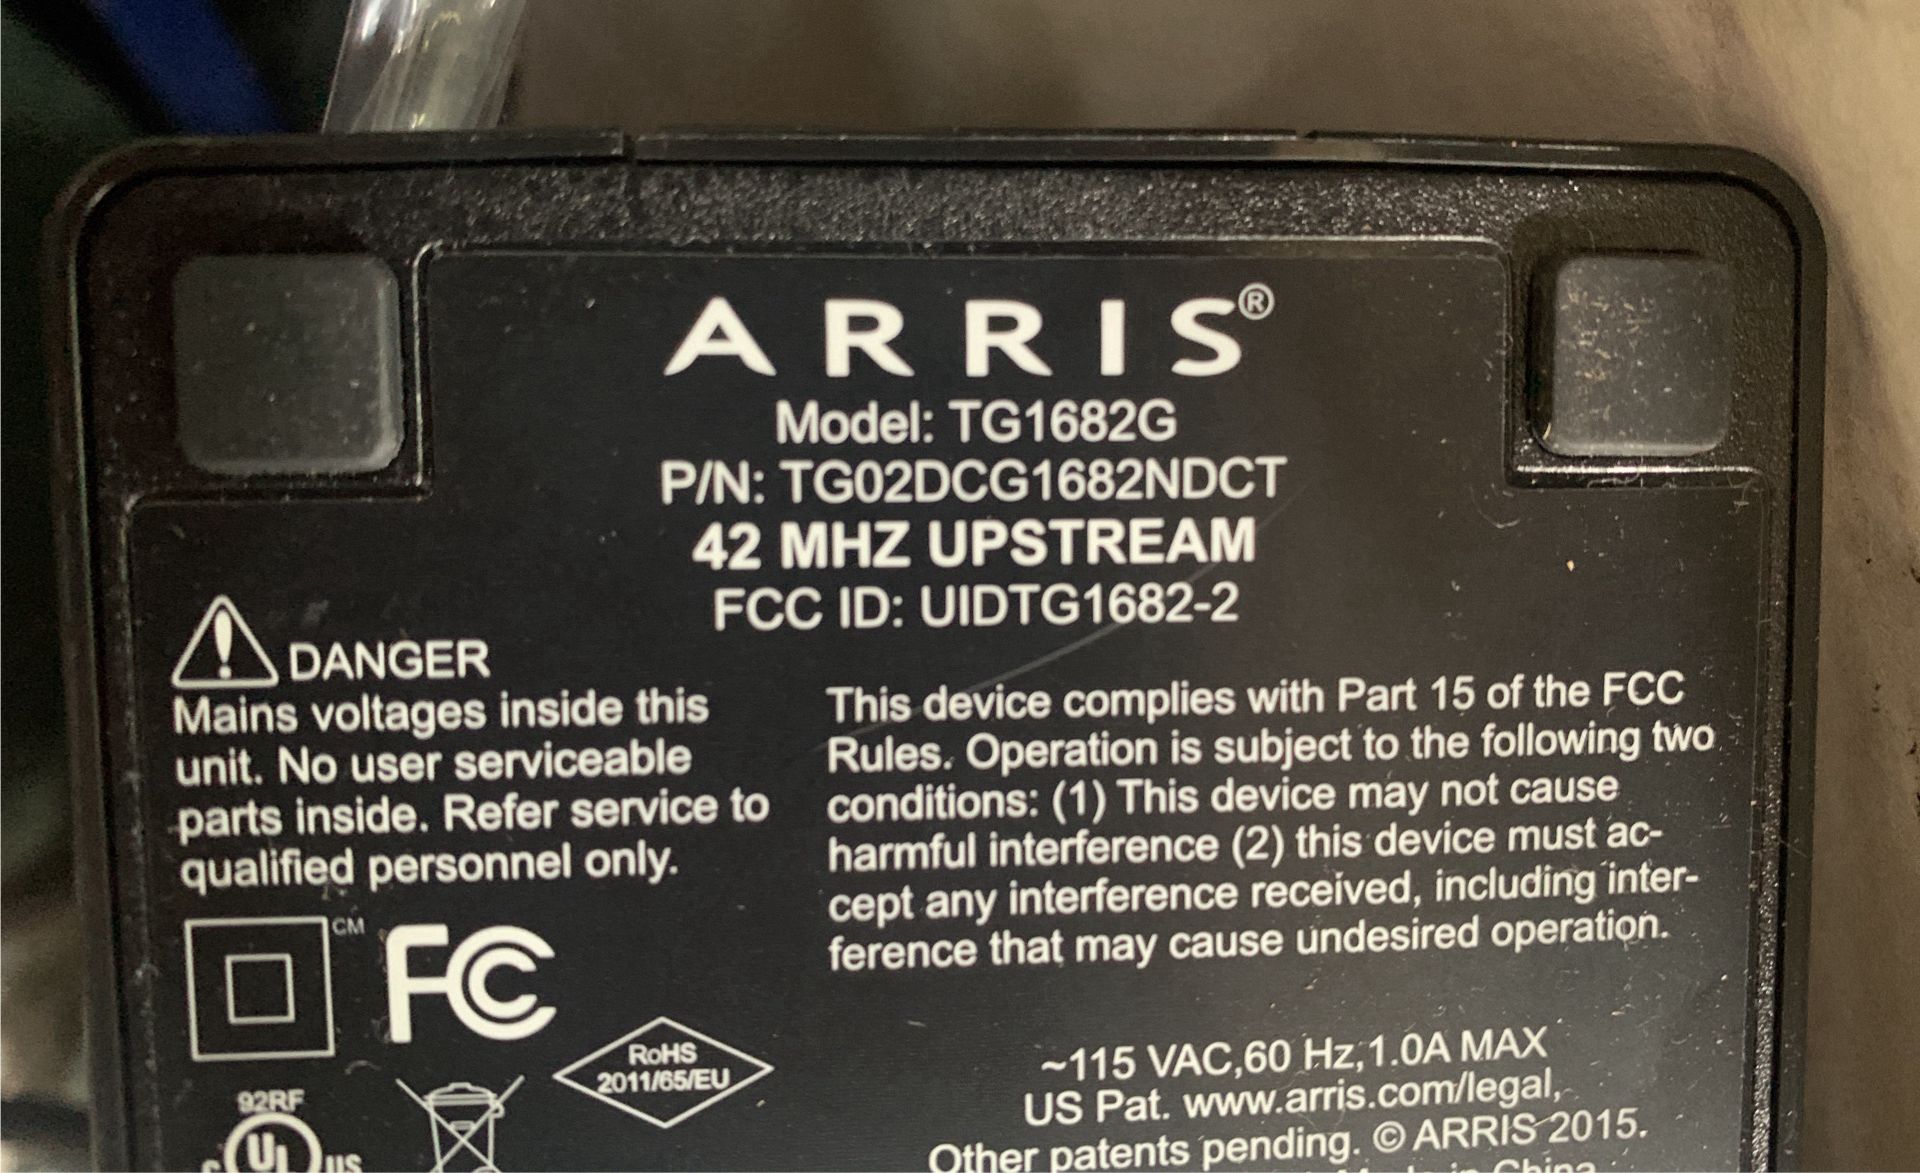 ARRIS®
Model: TG1682G
P/N: TG02DCG1682NDCT
42 MHZ UPSTREAM
FCC ID: UIDTG1682-2
DANGER
Mains voltages inside this
unit. No user serviceable
parts inside. Refer service to
qualified personnel only.
This device complies with Part 15 of the FCC
Rules. Operation is subject to the following two
conditions: (1) This device may not cause
harmful interference (2) this device must ac-
cept any interference received, including inter-
ference that may cause undesired operation.
CM
FC
RoHS
2011/65/EU
92RF
c UL US
~115 VAC,60 Hz,1.0A MAX
US Pat. www.arris.com/legal,
Other patents pending. © ARRIS 2015.
in China